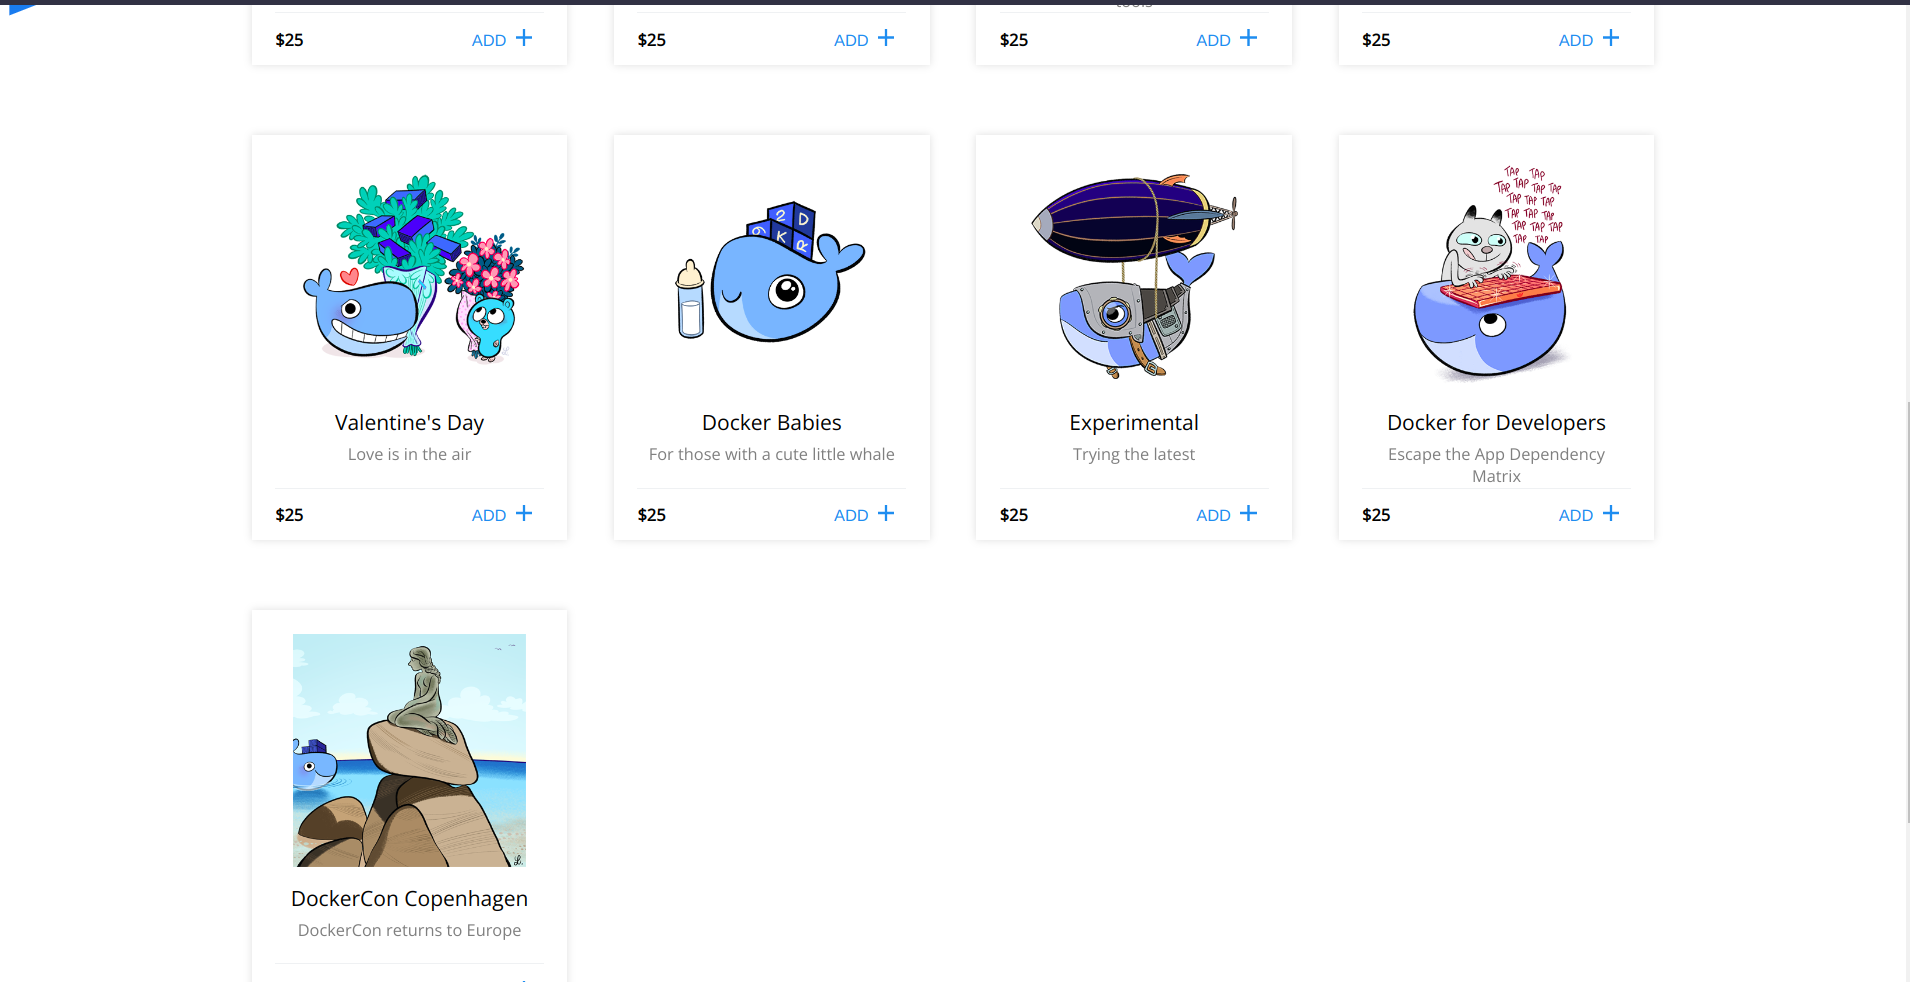 tools
$25 ADD +
$25 ADD +
$25 ADD +
$25 ADD +
TAP TAP
TAP TAP TAP TAP
TAP TAP TAP
TAP TAP TAP
TAP TAP TAP
TAP TAP
2 D
9 K R
Valentine's Day
Love is in the air
$25 ADD +
Docker Babies
For those with a cute little whale
$25 ADD +
Experimental
Trying the latest
$25 ADD +
Docker for Developers
Escape the App Dependency
Matrix
$25 ADD +
DockerCon Copenhagen
DockerCon returns to Europe